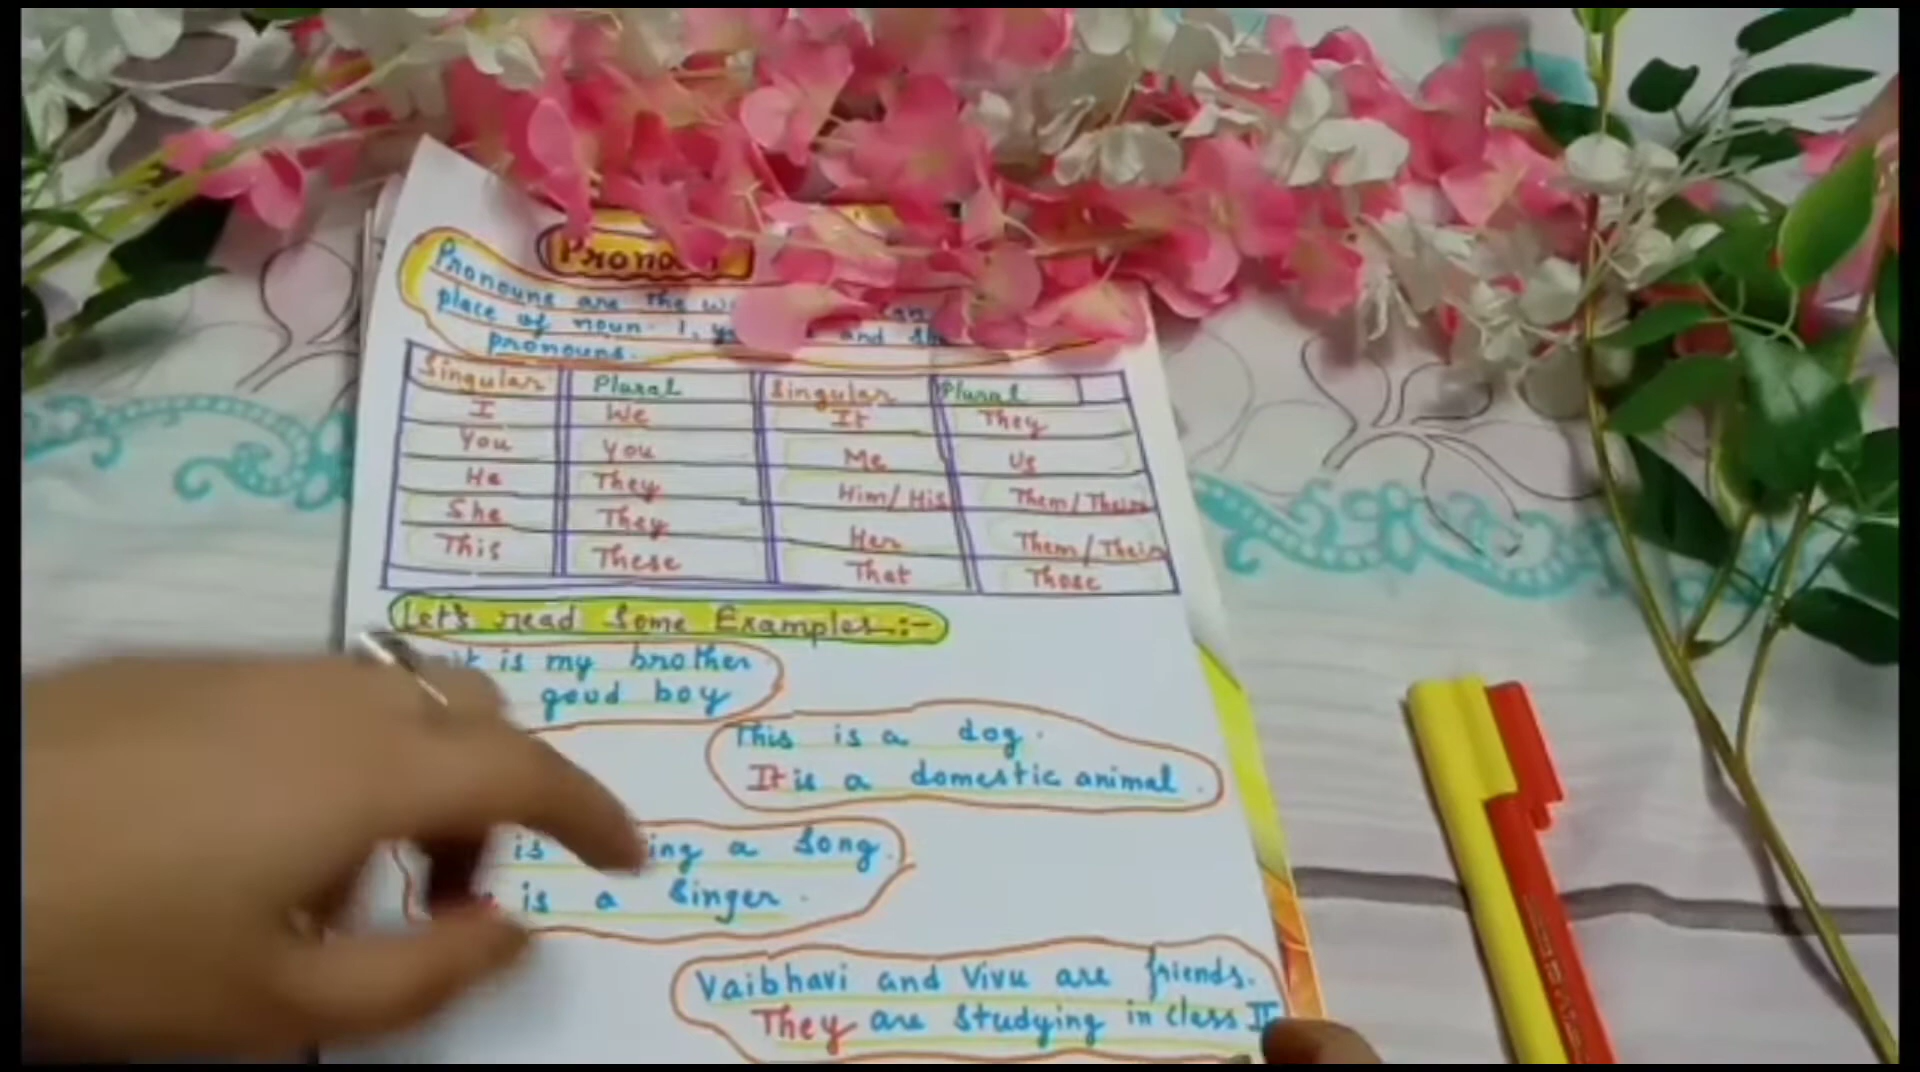 Pronouns are the
place of noun. I, and
pronouns.
Singular Plural Singular Plural
I We It They
You You Me Us
He They Him/His Them/Theirs
She They Her Them/Their
This These That Those
Let's read Some Examples:-
is my brother
good boy
This is a dog.
It is a domestic animal.
is a Song.
is a Singer.
Vaibhavi and Vivu are friends.
They are Studying in class II